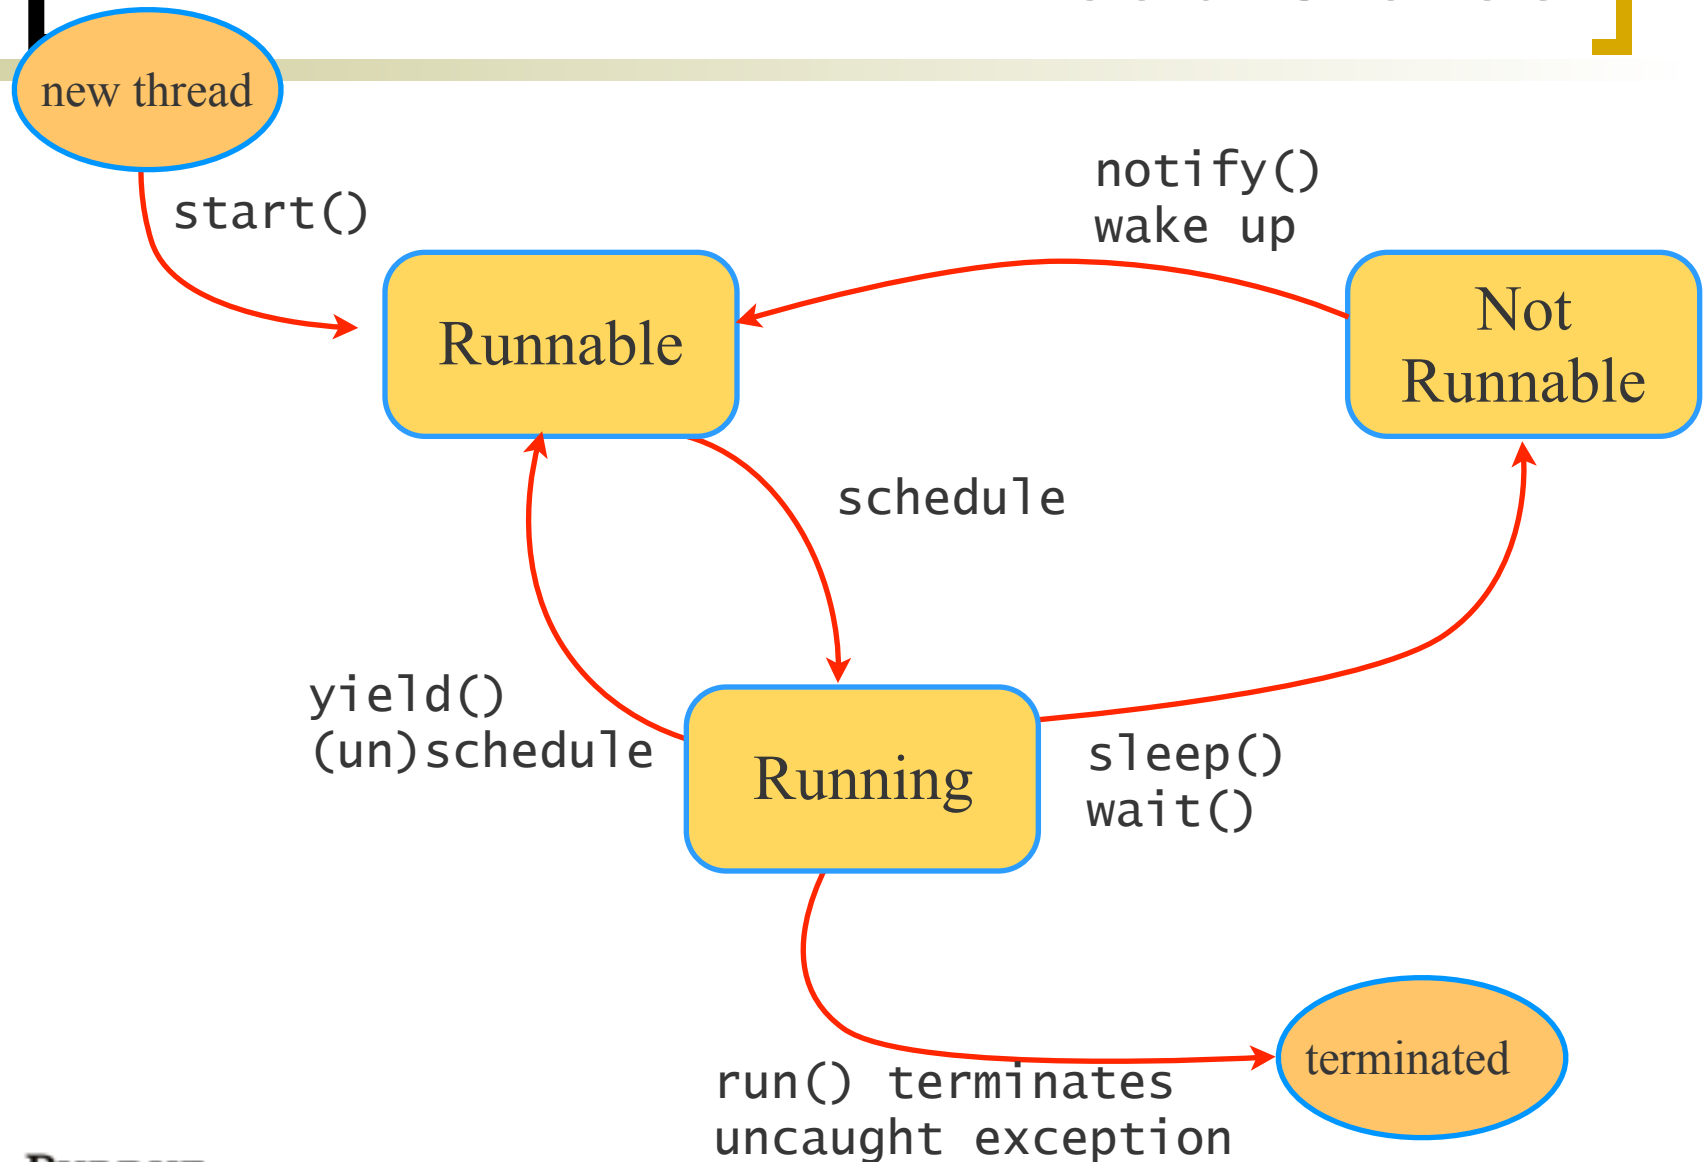 new thread
start()
notify()
wake up
Runnable
Not
Runnable
schedule
yield()
(un)schedule
Running
sleep()
wait()
terminated
run() terminates
uncaught exception